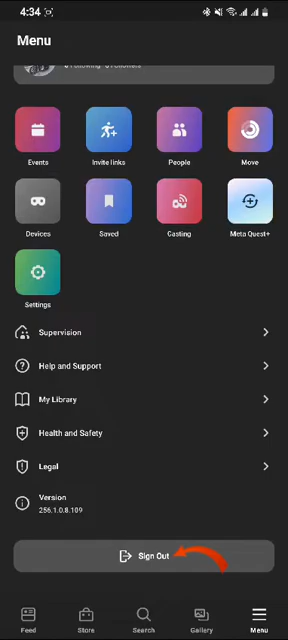 4:34
Menu
Events
Invite links
People
Move
Devices
Saved
Casting
Meta Quest+
Settings
Supervision
Help and Support
My Library
Health and Safety
Legal
Version
256.1.0.8.109
Sign Out
Feed
Store
Search
Gallery
Menu